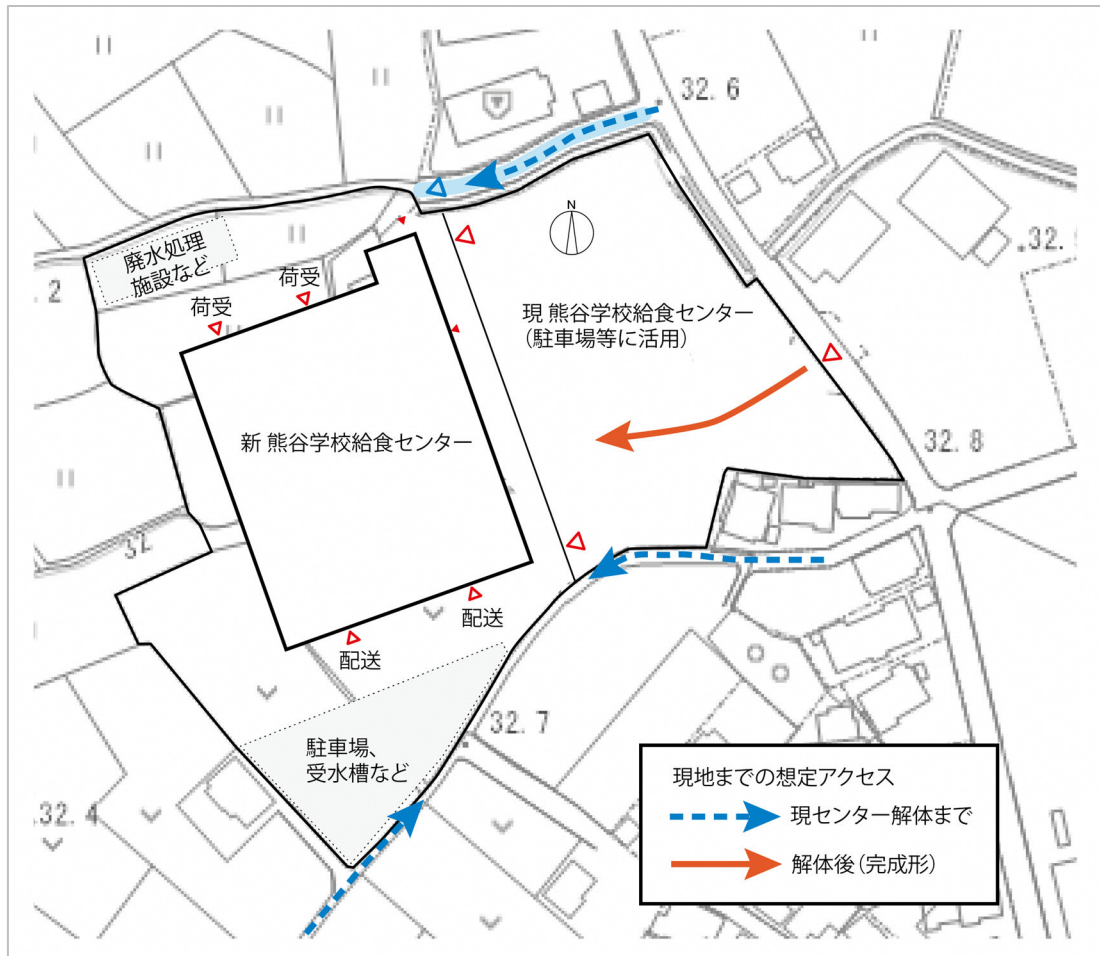 32.6
N
廃水処理
施設など
32.
. 2
荷受
荷受
現 熊谷学校給食センター
(駐車場等に活用)
新 熊谷学校給食センター
32.8
32
配送
配送
32.7
駐車場、
受水槽など
32.4
現地までの想定アクセス
現センター解体まで
解体後(完成形)